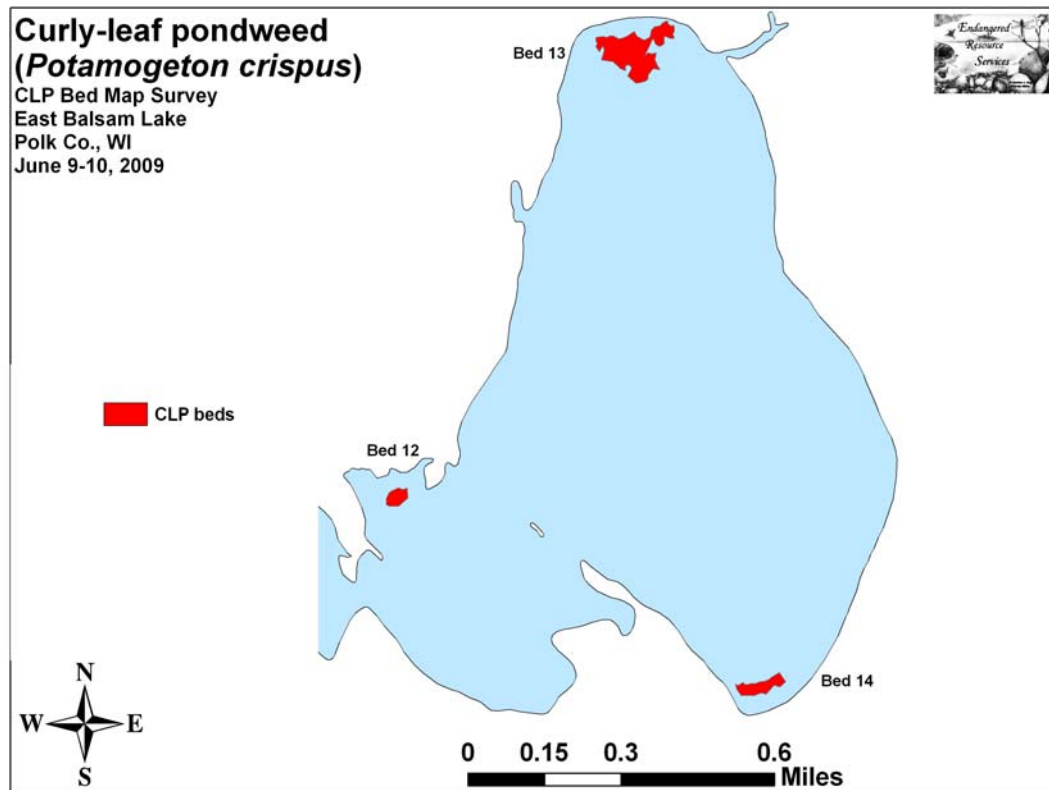 Curly-leaf pondweed
(Potamogeton crispus)
CLP Bed Map Survey
East Balsam Lake
Polk Co., WI
June 9-10, 2009
Endangered
Resource
Services
Bed 13
CLP beds
Bed 12
Bed 14
N
W E
S
0 0.15 0.3 0.6
Miles